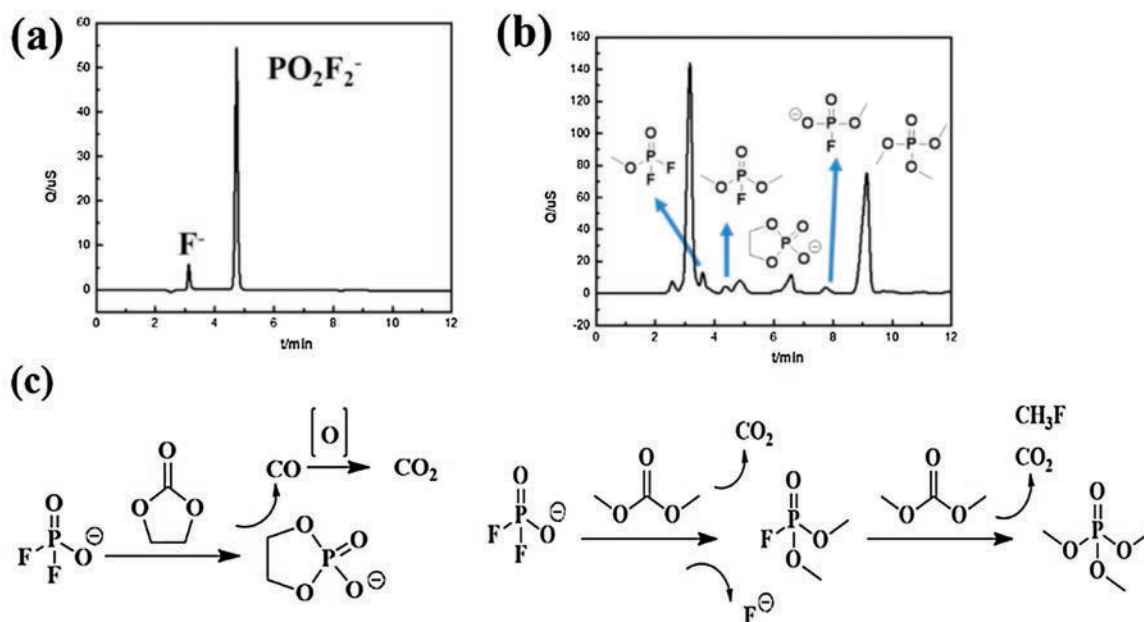 (a)
60
50
40
30
20
10
0
Q/uS
F⁻
PO₂F₂⁻
0 2 4 6 8 10 12
t/min
(b)
160
140
120
100
80
60
40
20
0
-20
Q/uS
O
O P F
F
O
O P O
F
O P O
O ⊖
O
⊖ O P O
F
O
O P O
O
0 2 4 6 8 10 12
t/min
(c)
O
F P O ⊖
F
O
O O
CO [O] CO₂
O P O
O O ⊖
O
F P O ⊖
F
O
O O
CO₂
F ⊖
O
F P O
O
O
O O
CH₃F
CO₂
O
O P O
O